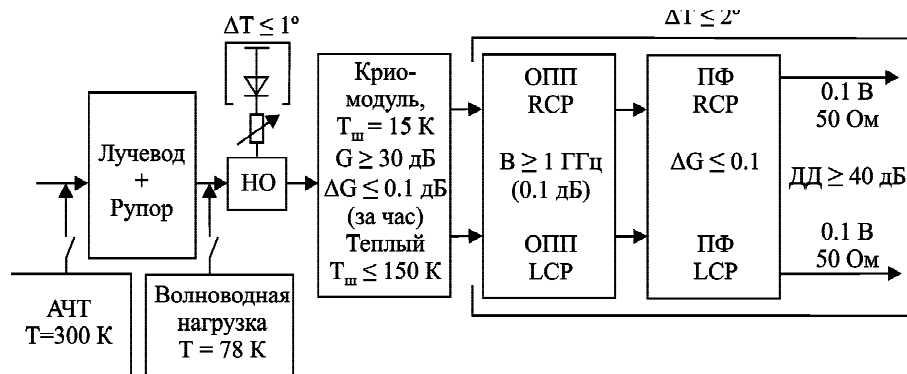 ΔT ≤ 1º
ΔT ≤ 2º
Лучевод
+
Рупор
НО
Крио-
модуль,
Tш = 15 К
G ≥ 30 дБ
ΔG ≤ 0.1 дБ
(за час)
Теплый
Tш ≤ 150 К
ОПП
RCP
B ≥ 1 ГГц
(0.1 дБ)
ОПП
LCP
ПФ
RCP
ΔG ≤ 0.1
ПФ
LCP
0.1 В
50 Ом
ДД ≥ 40 дБ
0.1 В
50 Ом
АЧТ
T=300 К
Волноводная
нагрузка
T = 78 К